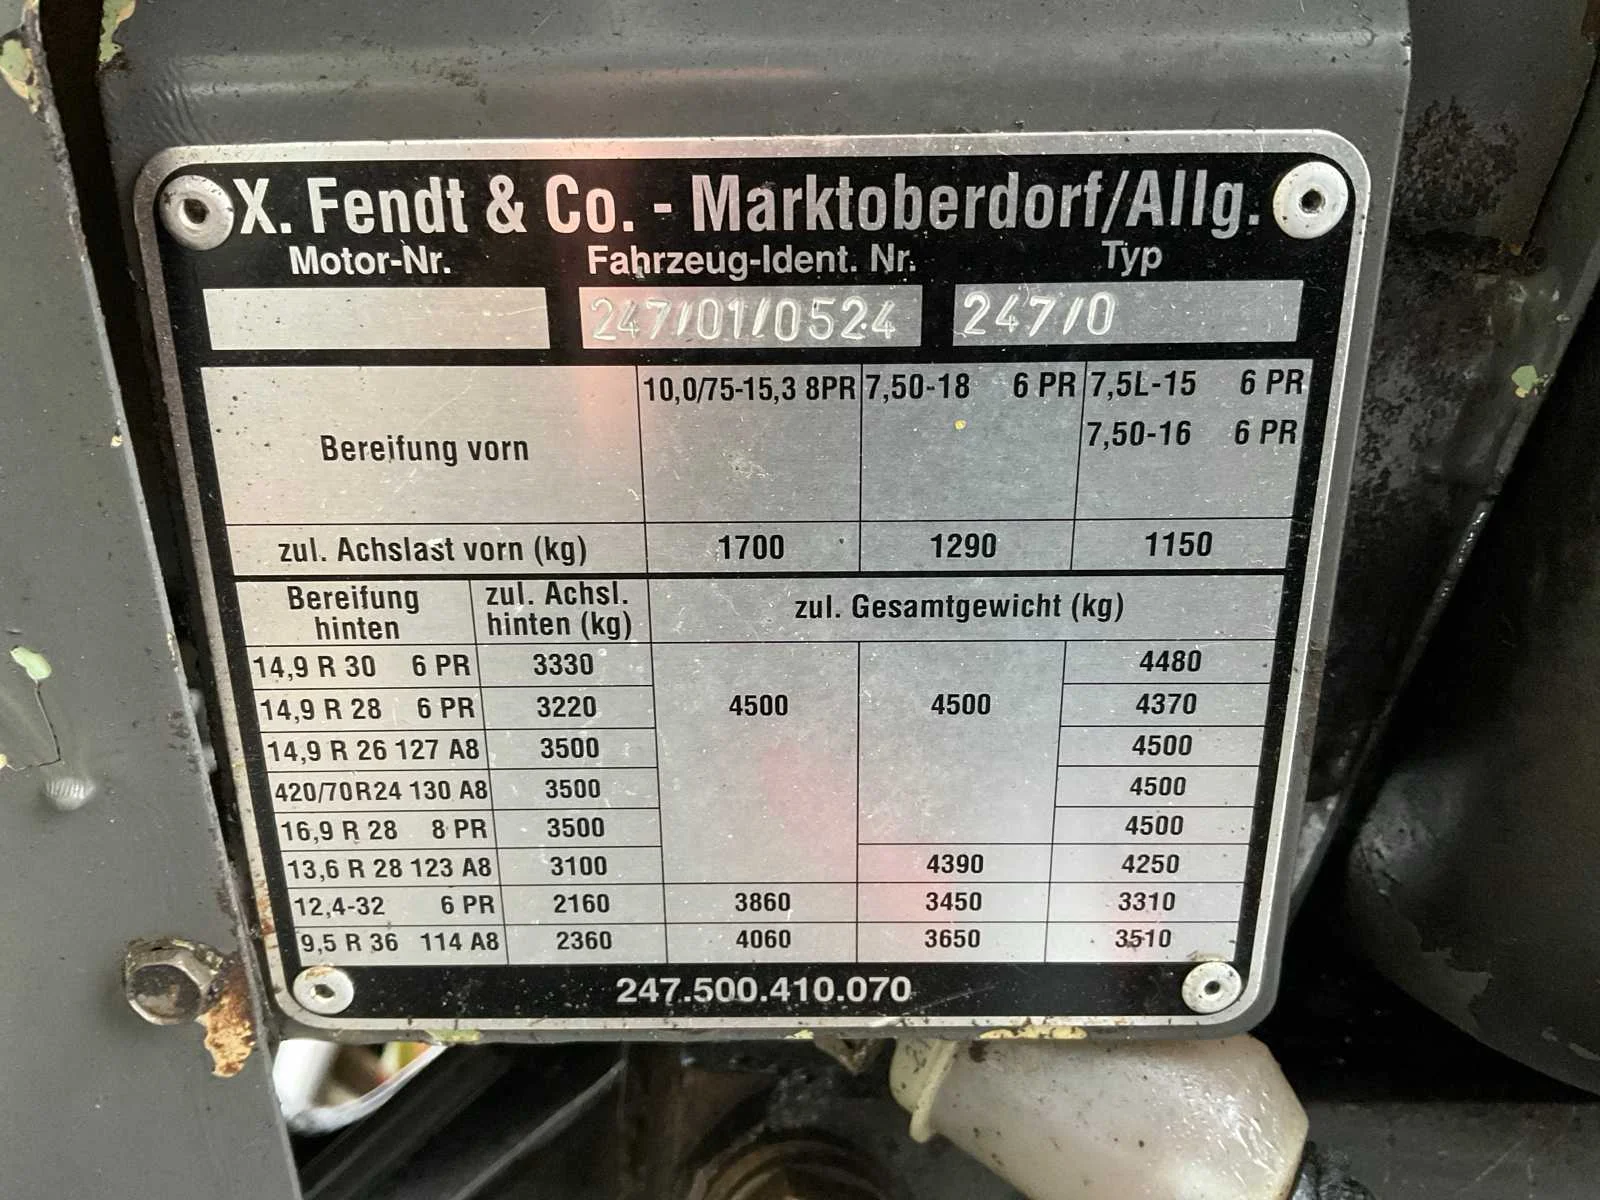 X. Fendt & Co. - Marktoberdorf/Allg.
Motor-Nr. Fahrzeug-Ident. Nr. Typ
247/01/0524 247/0
Bereifung vorn 10,0/75-15,3 8PR 7,50-18 6 PR 7,5L-15 6 PR
7,50-16 6 PR
zul. Achslast vorn (kg) 1700 1290 1150
Bereifung hinten zul. Achsl. hinten (kg) zul. Gesamtgewicht (kg)
14,9 R 30 6 PR 3330 4480
14,9 R 28 6 PR 3220 4500 4500 4370
14,9 R 26 127 A8 3500 4500
420/70R24 130 A8 3500 4500
16,9 R 28 8 PR 3500 4500
13,6 R 28 123 A8 3100 4390 4250
12,4-32 6 PR 2160 3860 3450 3310
9,5 R 36 114 A8 2360 4060 3650 3510
247.500.410.070